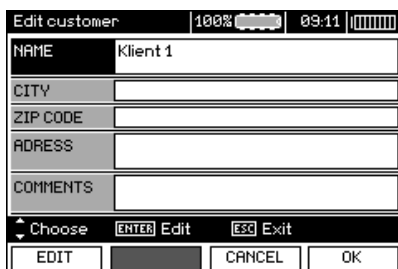 Edit customer 100% 09:11
NAME Klient 1
CITY
ZIP CODE
ADRESS
COMMENTS
Choose ENTER Edit ESC Exit
EDIT CANCEL OK